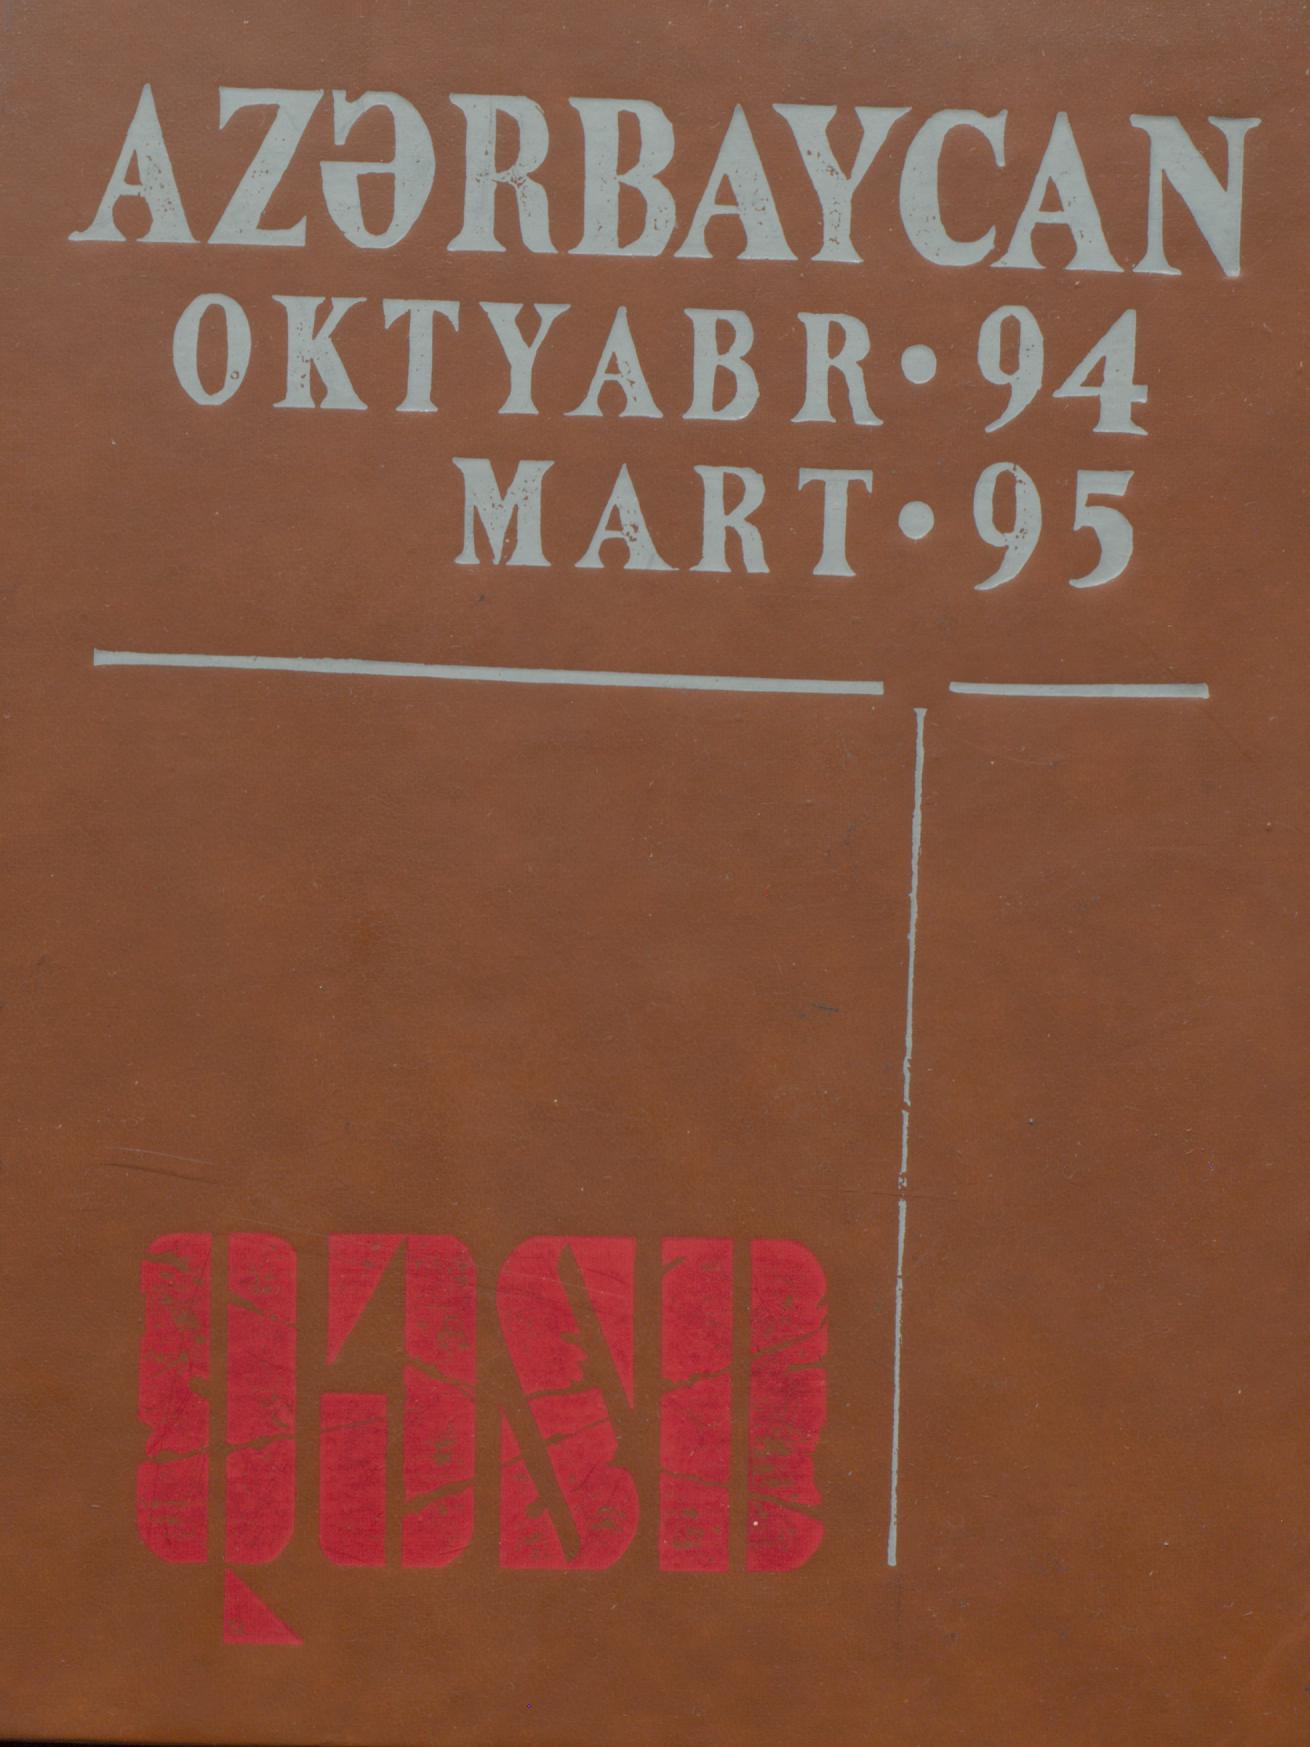 AZƏRBAYCAN
OKTYABR • 94
MART • 95
QƏSD